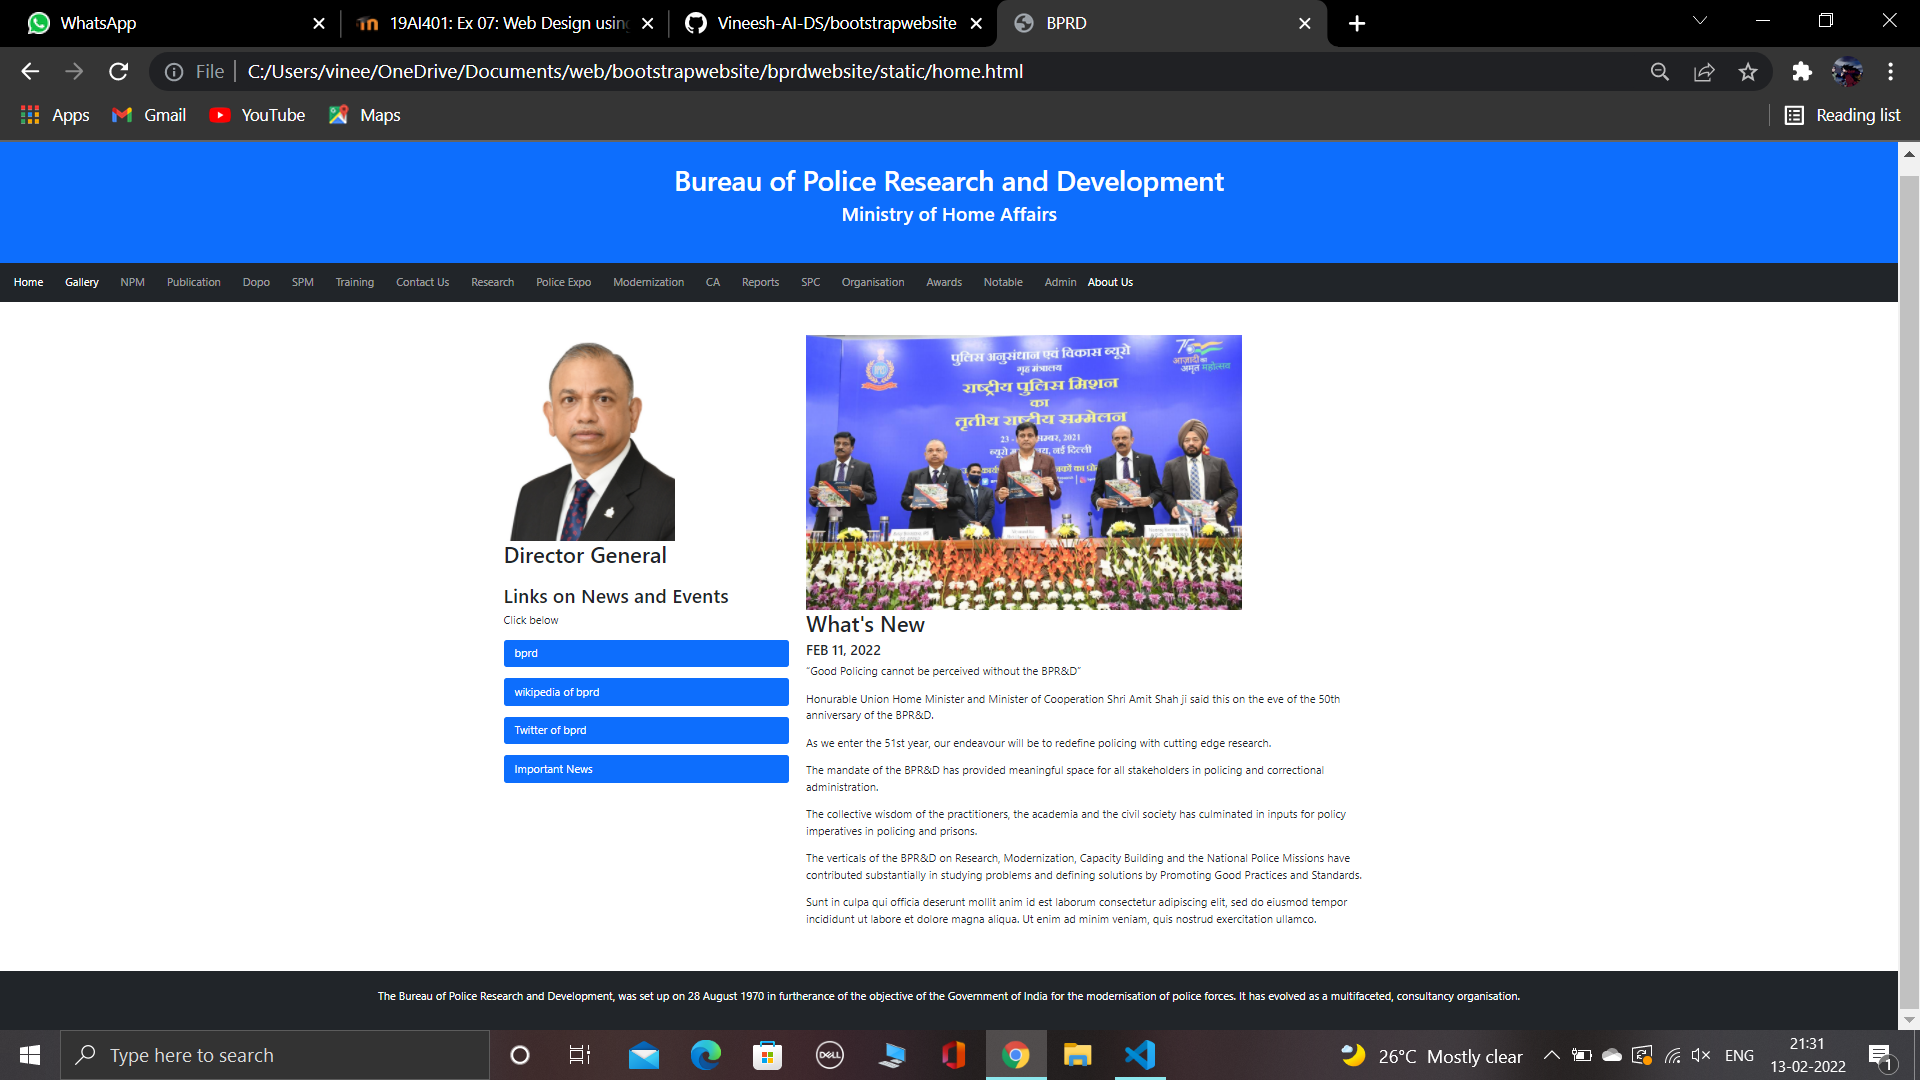 WhatsApp
19AI401: Ex 07: Web Design using
Vineesh-AI-DS/bootstrapwebsite
BPRD
File
C:/Users/vinee/OneDrive/Documents/web/bootstrapwebsite/bprdwebsite/static/home.html
Apps
Gmail
YouTube
Maps
Reading list
Bureau of Police Research and Development
Ministry of Home Affairs
Home Gallery NPM Publication Dopo SPM Training Contact Us Research Police Expo Modernization CA Reports SPC Organisation Awards Notable Admin About Us
पुलिस अनुसंधान एवं विकास ब्यूरो
गृह मंत्रालय
राष्ट्रीय पुलिस मिशन
का
तृतीय राष्ट्रीय सम्मेलन
आज़ादी का
अमृत महोत्सव
नई दिल्ली
Director General
Links on News and Events
Click below
bprd
wikipedia of bprd
Twitter of bprd
Important News
What's New
FEB 11, 2022
“Good Policing cannot be perceived without the BPR&D”
Honurable Union Home Minister and Minister of Cooperation Shri Amit Shah ji said this on the eve of the 50th
anniversary of the BPR&D.
As we enter the 51st year, our endeavour will be to redefine policing with cutting edge research.
The mandate of the BPR&D has provided meaningful space for all stakeholders in policing and correctional
administration.
The collective wisdom of the practitioners, the academia and the civil society has culminated in inputs for policy
imperatives in policing and prisons.
The verticals of the BPR&D on Research, Modernization, Capacity Building and the National Police Missions have
contributed substantially in studying problems and defining solutions by Promoting Good Practices and Standards.
Sunt in culpa qui officia deserunt mollit anim id est laborum consectetur adipiscing elit, sed do eiusmod tempor
incididunt ut labore et dolore magna aliqua. Ut enim ad minim veniam, quis nostrud exercitation ullamco.
The Bureau of Police Research and Development, was set up on 28 August 1970 in furtherance of the objective of the Government of India for the modernisation of police forces. It has evolved as a multifaceted, consultancy organisation.
Type here to search
DELL
26°C Mostly clear
ENG
21:31
13-02-2022
1